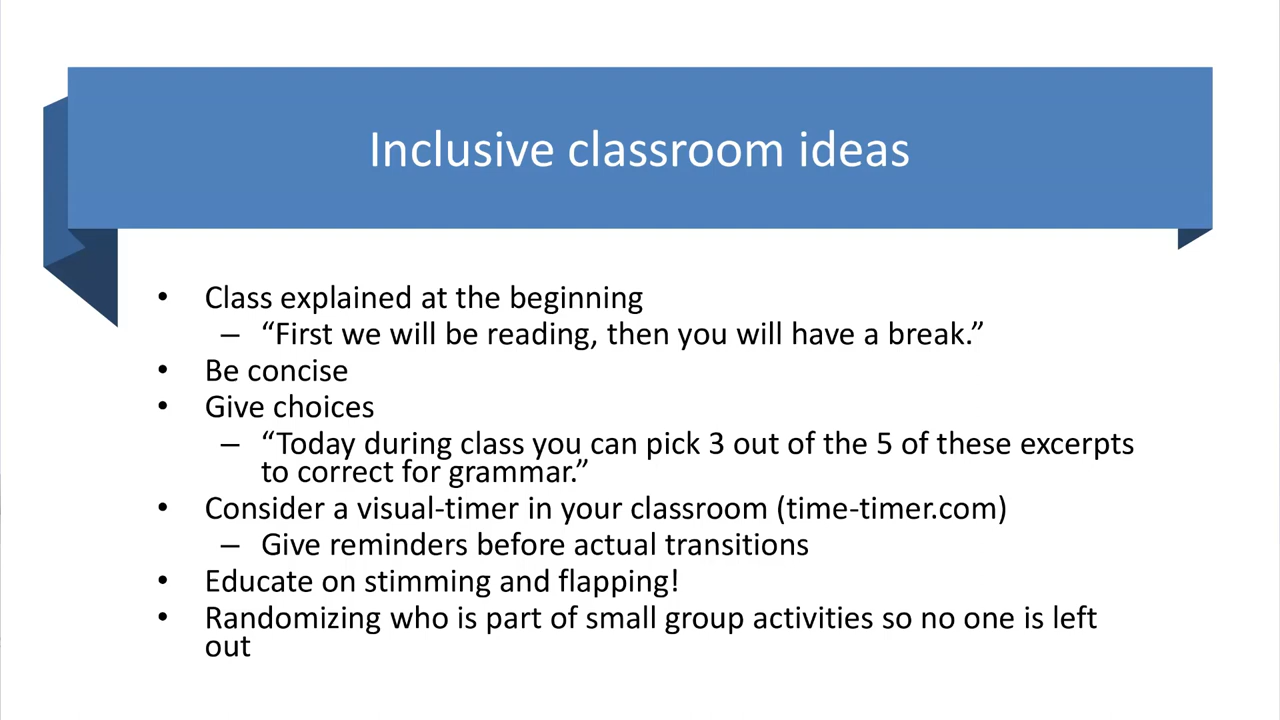 Inclusive classroom ideas
• Class explained at the beginning
– “First we will be reading, then you will have a break.”
• Be concise
• Give choices
– “Today during class you can pick 3 out of the 5 of these excerpts
to correct for grammar.”
• Consider a visual-timer in your classroom (time-timer.com)
– Give reminders before actual transitions
• Educate on stimming and flapping!
• Randomizing who is part of small group activities so no one is left
out